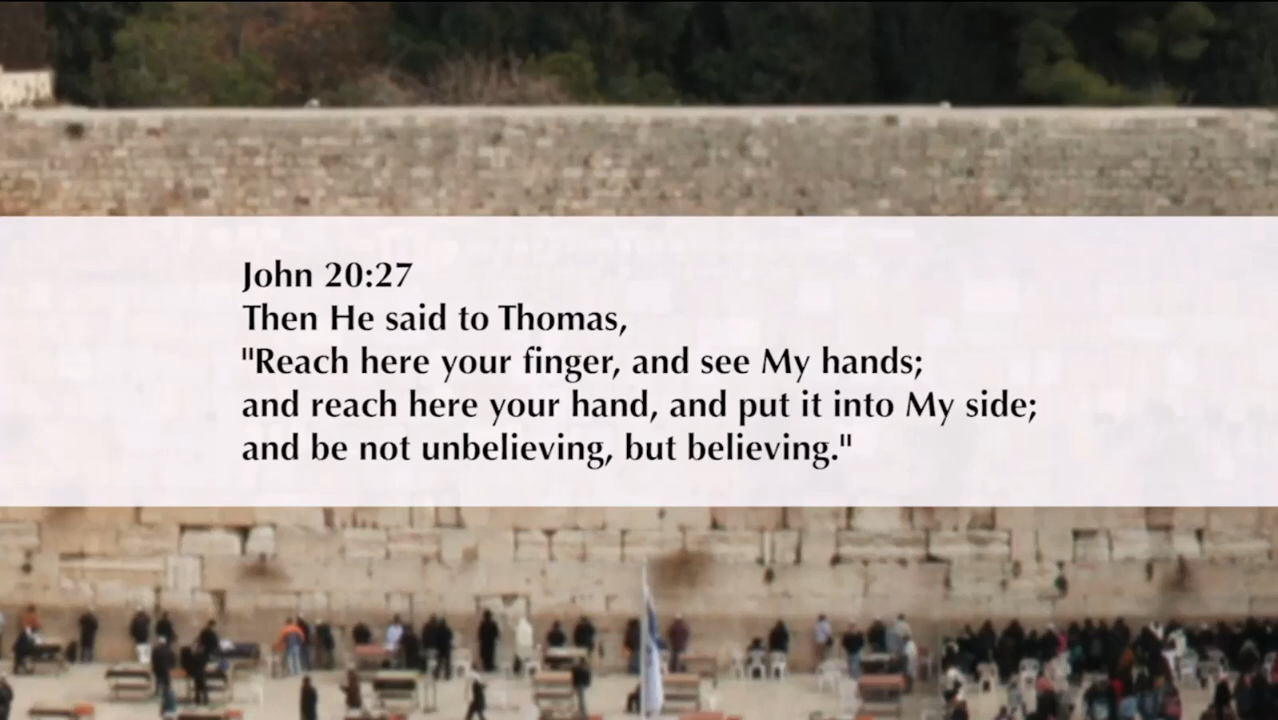 John 20:27
Then He said to Thomas,
"Reach here your finger, and see My hands;
and reach here your hand, and put it into My side;
and be not unbelieving, but believing."